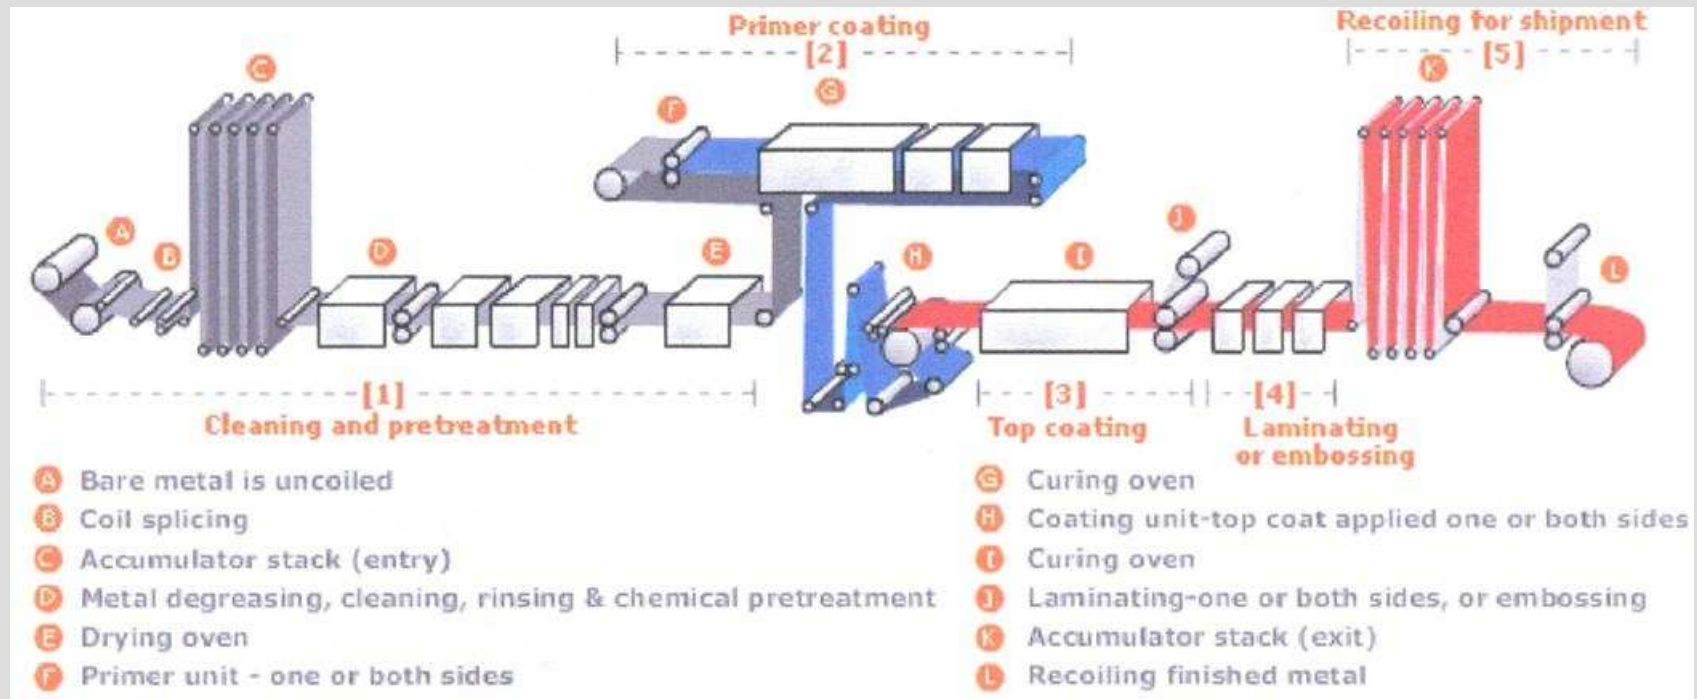 Primer coating
[2]
Recoiling for shipment
[5]
C
K
G
F
A
B
D
E
H
I
J
L
[1]
Cleaning and pretreatment
[3]
Top coating
[4]
Laminating
or embossing
A Bare metal is uncoiled
B Coil splicing
C Accumulator stack (entry)
D Metal degreasing, cleaning, rinsing & chemical pretreatment
E Drying oven
F Primer unit - one or both sides
G Curing oven
H Coating unit-top coat applied one or both sides
I Curing oven
J Laminating-one or both sides, or embossing
K Accumulator stack (exit)
L Recoiling finished metal